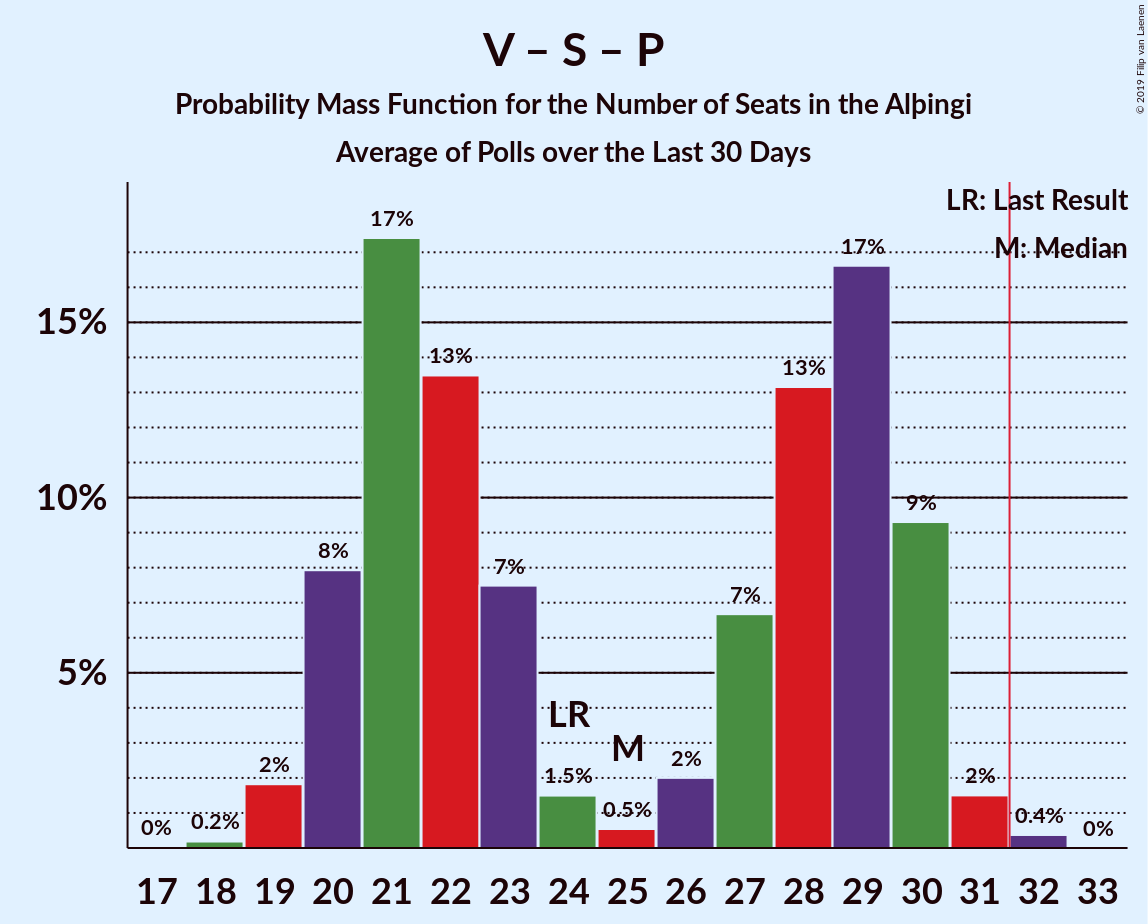 V – S – P
Probability Mass Function for the Number of Seats in the Alþingi
Average of Polls over the Last 30 Days
© 2019 Filip van Laenen
LR: Last Result
M: Median
17%
17%
15%
13%
13%
10%
9%
8%
7%
7%
5%
LR
M
2%
2%
1.5%
2%
0.5%
0.4%
0.2%
0%
0%
17 18 19 20 21 22 23 24 25 26 27 28 29 30 31 32 33